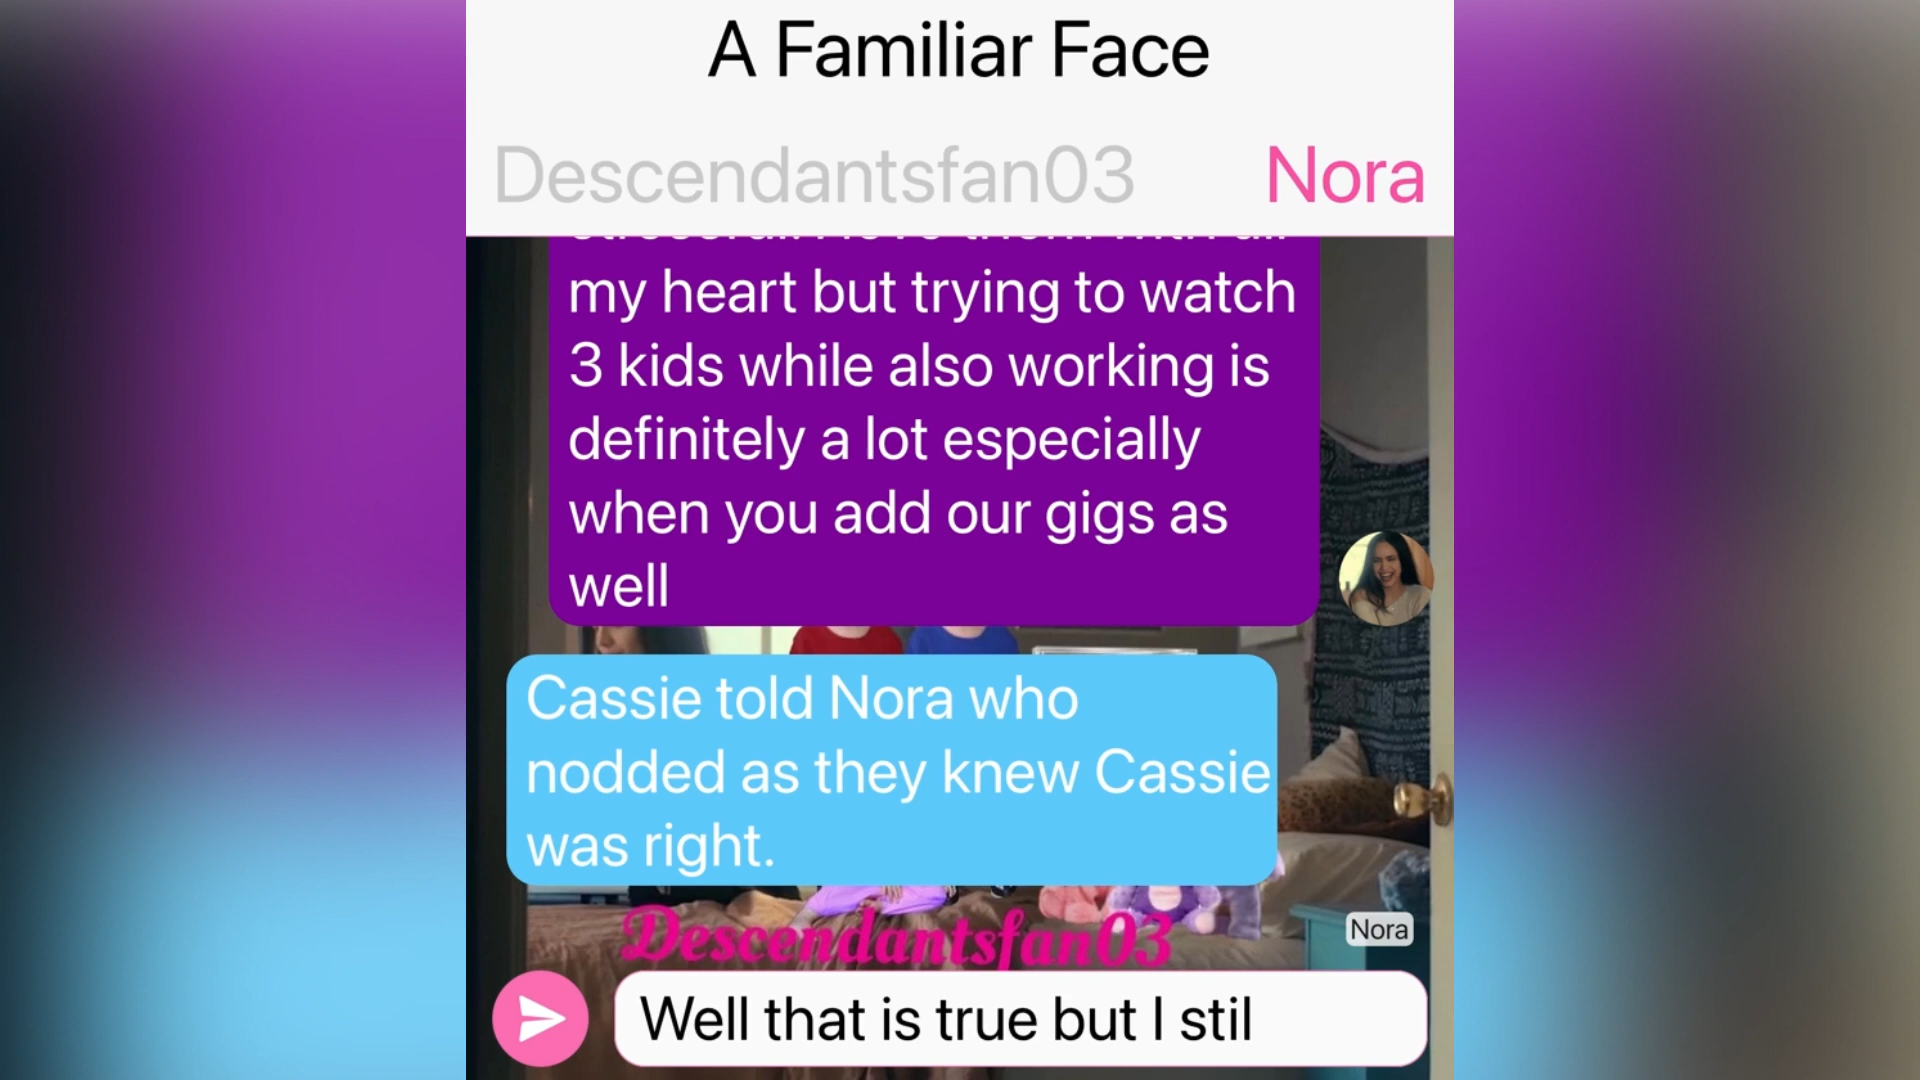 A Familiar Face
Descendantsfan03
Nora
my heart but trying to watch
3 kids while also working is
definitely a lot especially
when you add our gigs as
well
Cassie told Nora who
nodded as they knew Cassie
was right.
Descendantsfan03
Nora
Well that is true but I stil